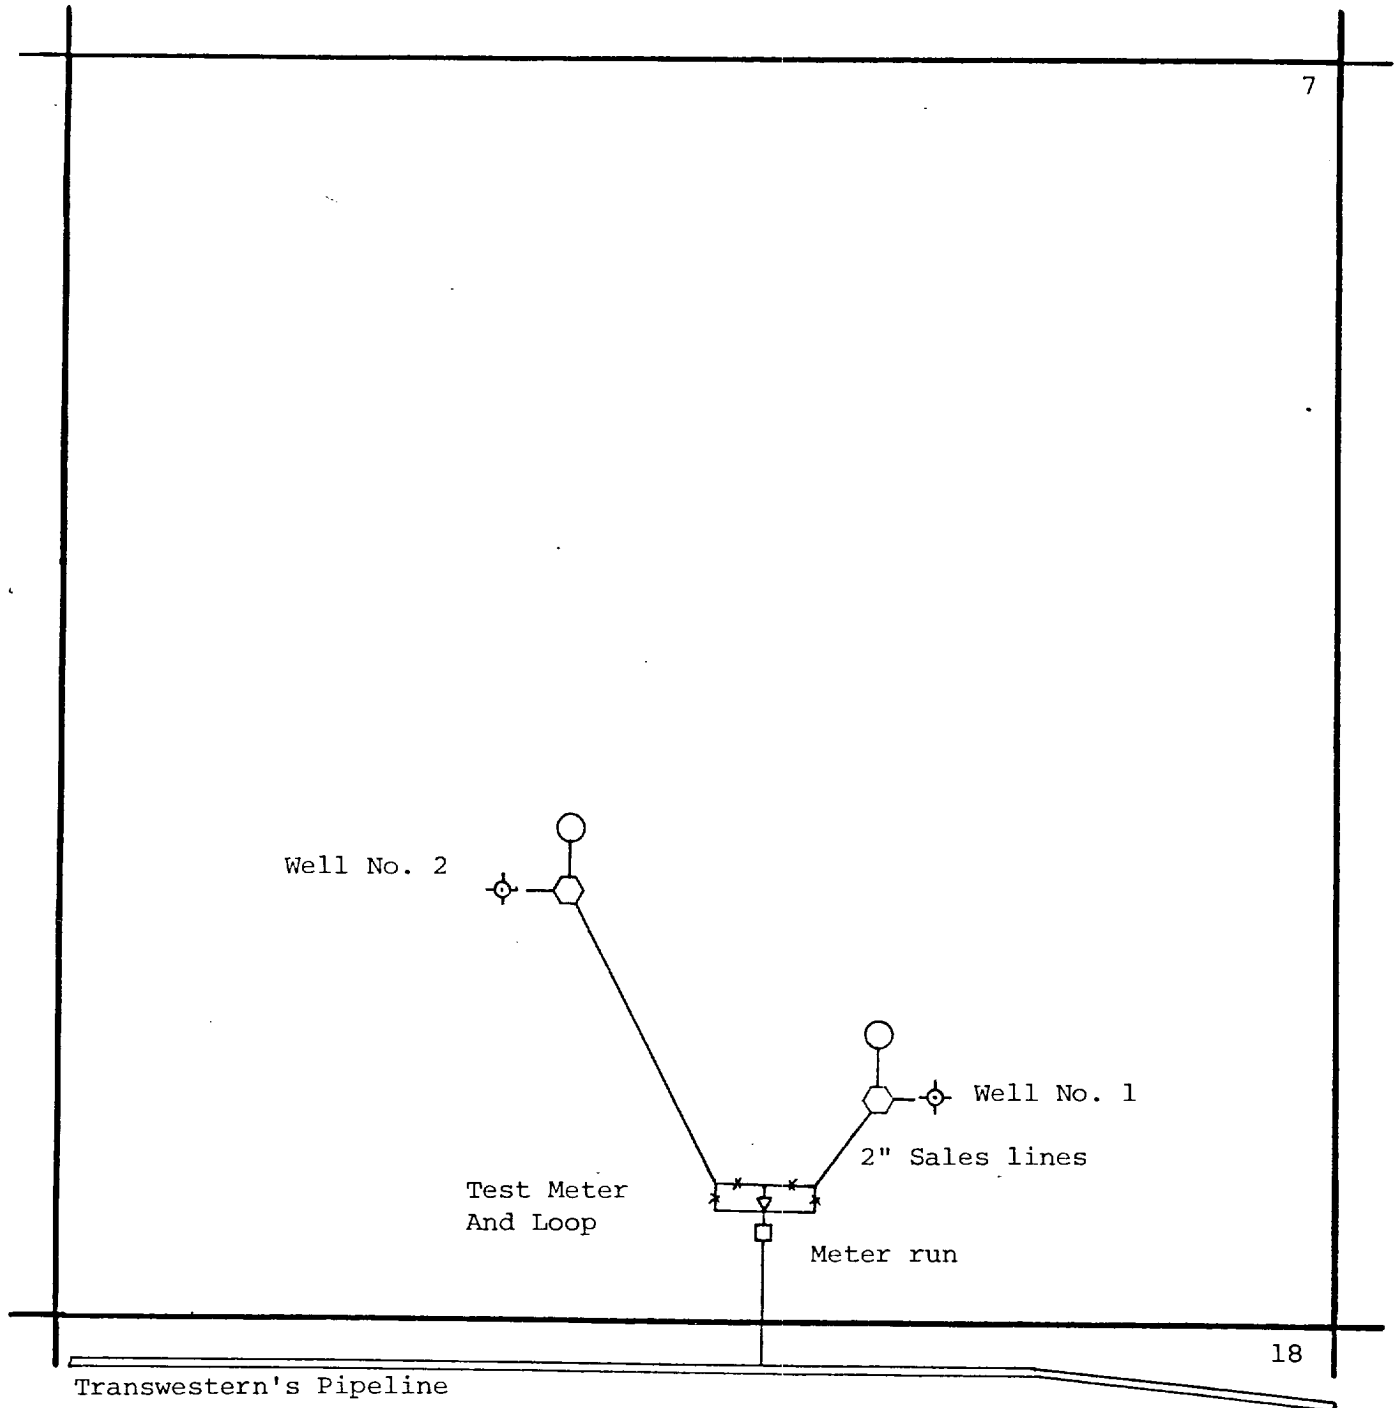 7
Well No. 2
Well No. 1
2" Sales lines
Test Meter
And Loop
Meter run
18
Transwestern's Pipeline